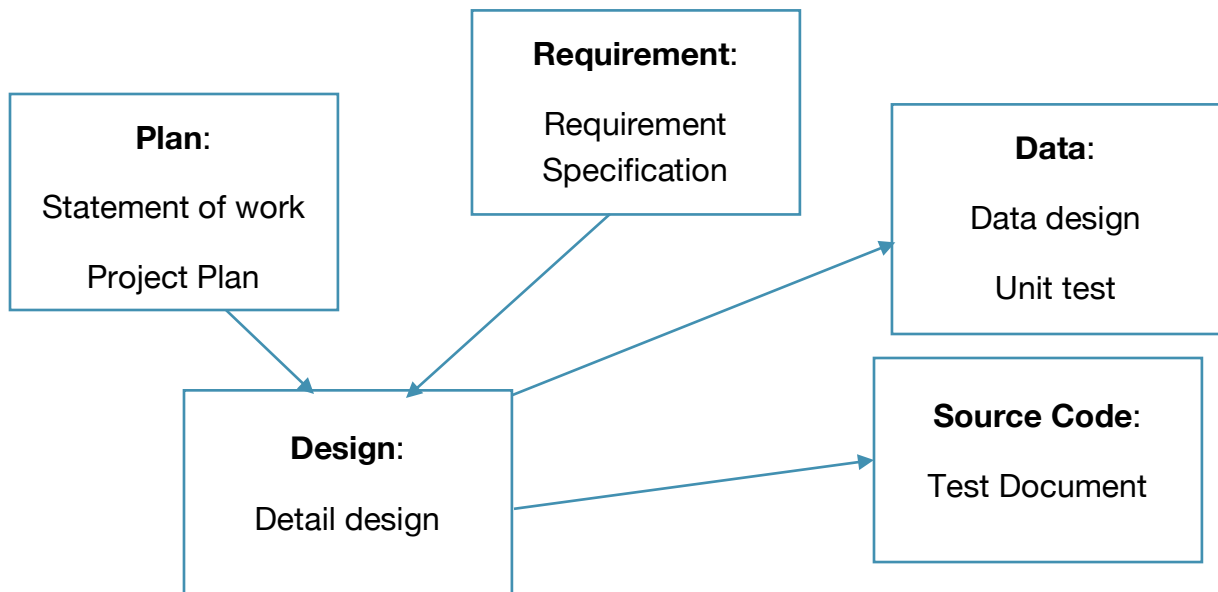 Plan:
Statement of work
Project Plan
Requirement:
Requirement
Specification
Data:
Data design
Unit test
Design:
Detail design
Source Code:
Test Document